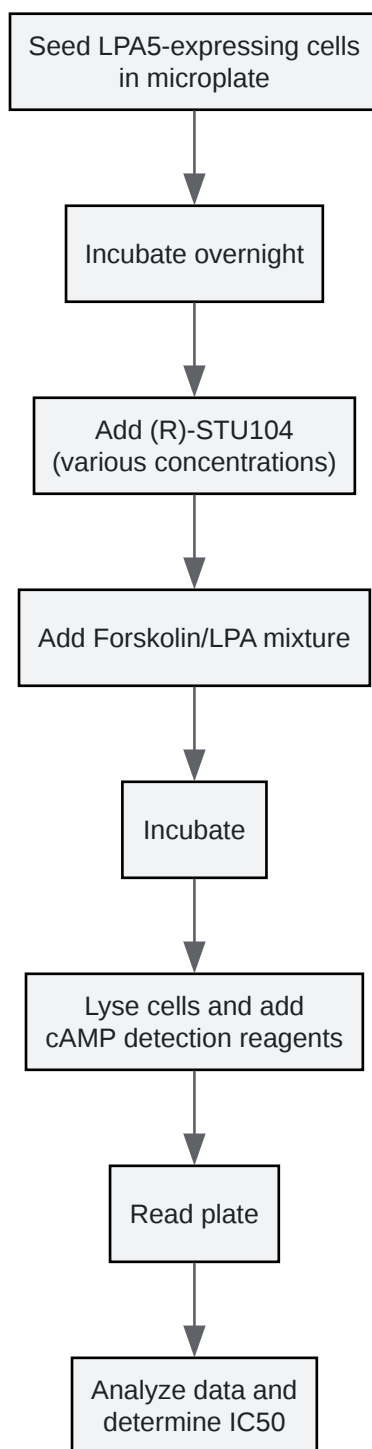 Seed LPA5-expressing cells
in microplate
Incubate overnight
Add (R)-STU104
(various concentrations)
Add Forskolin/LPA mixture
Incubate
Lyse cells and add
cAMP detection reagents
Read plate
Analyze data and
determine IC50